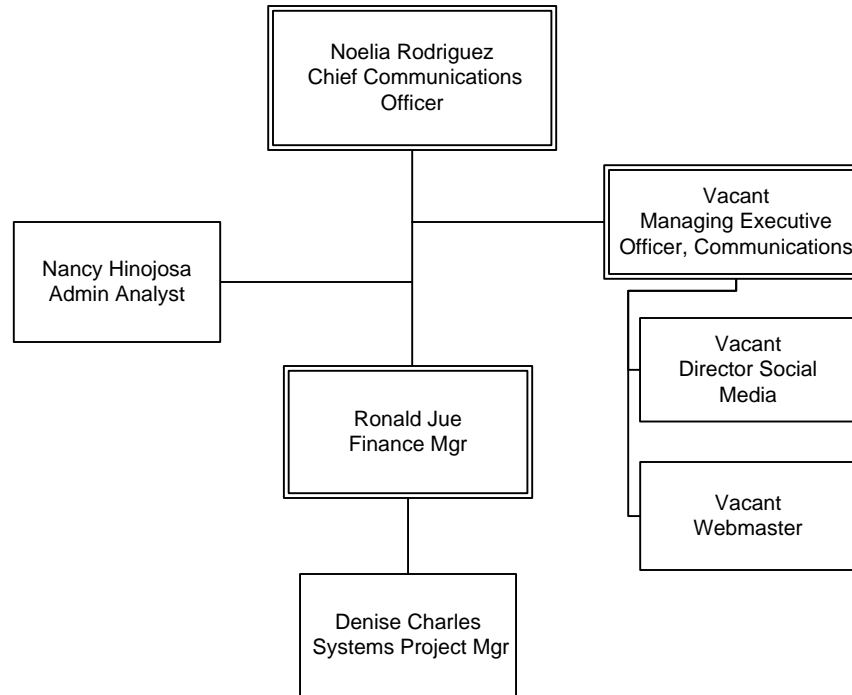 Noelia Rodriguez
Chief Communications
Officer
Vacant
Managing Executive
Officer, Communications
Nancy Hinojosa
Admin Analyst
Vacant
Director Social
Media
Ronald Jue
Finance Mgr
Vacant
Webmaster
Denise Charles
Systems Project Mgr